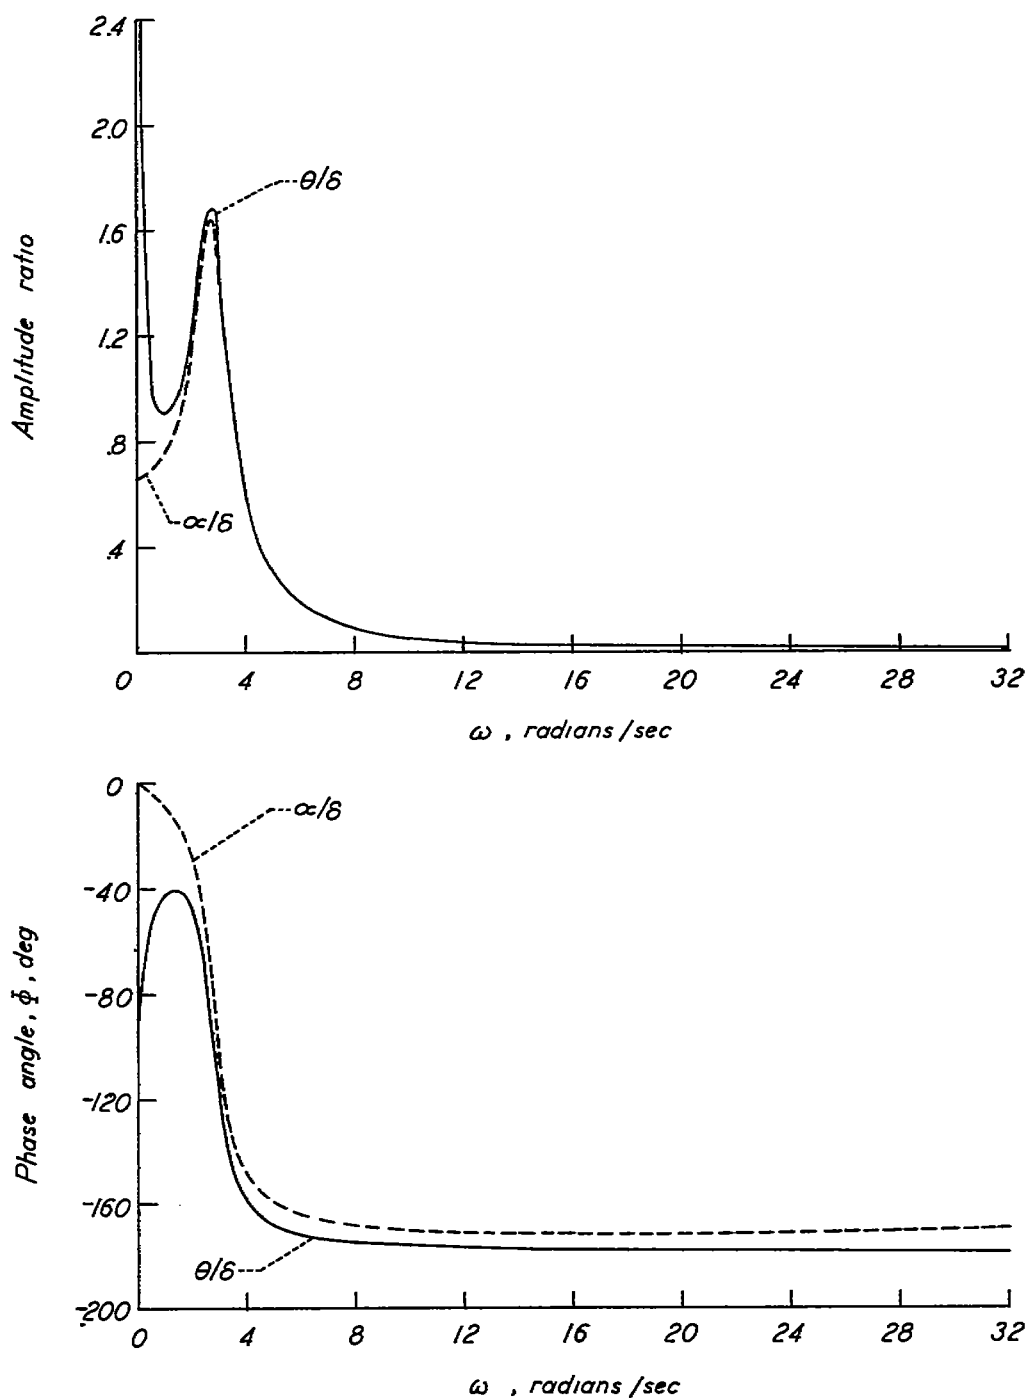 2.4
2.0
θ/δ
1.6
Amplitude ratio
1.2
.8
α/δ
.4
0 4 8 12 16 20 24 28 32
ω , radians/sec
0
α/δ
-40
Phase angle, Φ, deg
-80
-120
-160
θ/δ
-200
0 4 8 12 16 20 24 28 32
ω , radians/sec